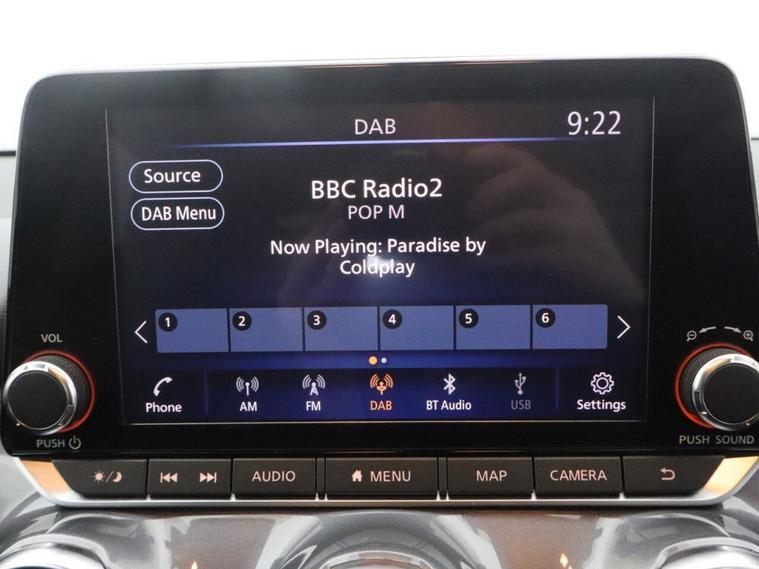 DAB
9:22
Source
DAB Menu
BBC Radio2
POP M
Now Playing: Paradise by
Coldplay
1 2 3 4 5 6
VOL
PUSH
Phone
AM
FM
DAB
BT Audio
USB
Settings
PUSH SOUND
AUDIO
MENU
MAP
CAMERA